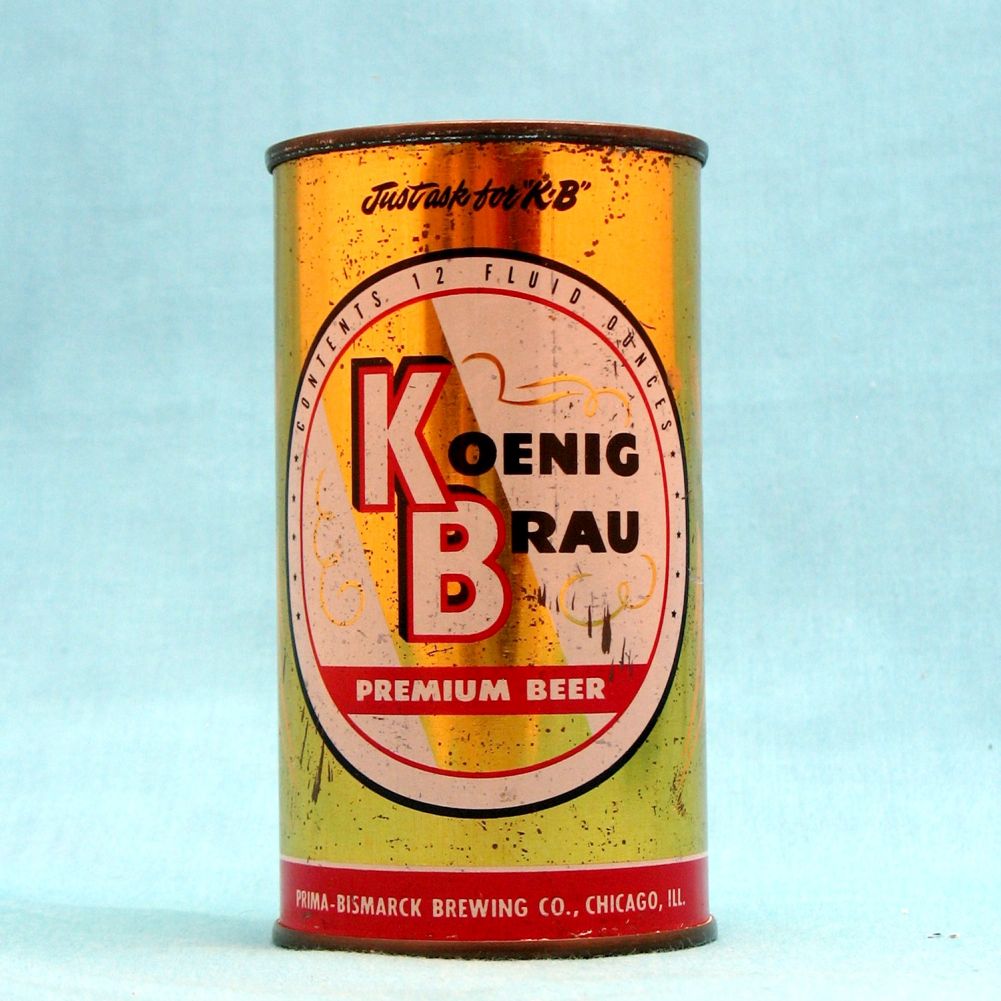 Just ask for "K-B"
CONTENTS 12 FLUID OUNCES
KOENIG
BRAU
PREMIUM BEER
PRIMA-BISMARCK BREWING CO., CHICAGO, ILL.